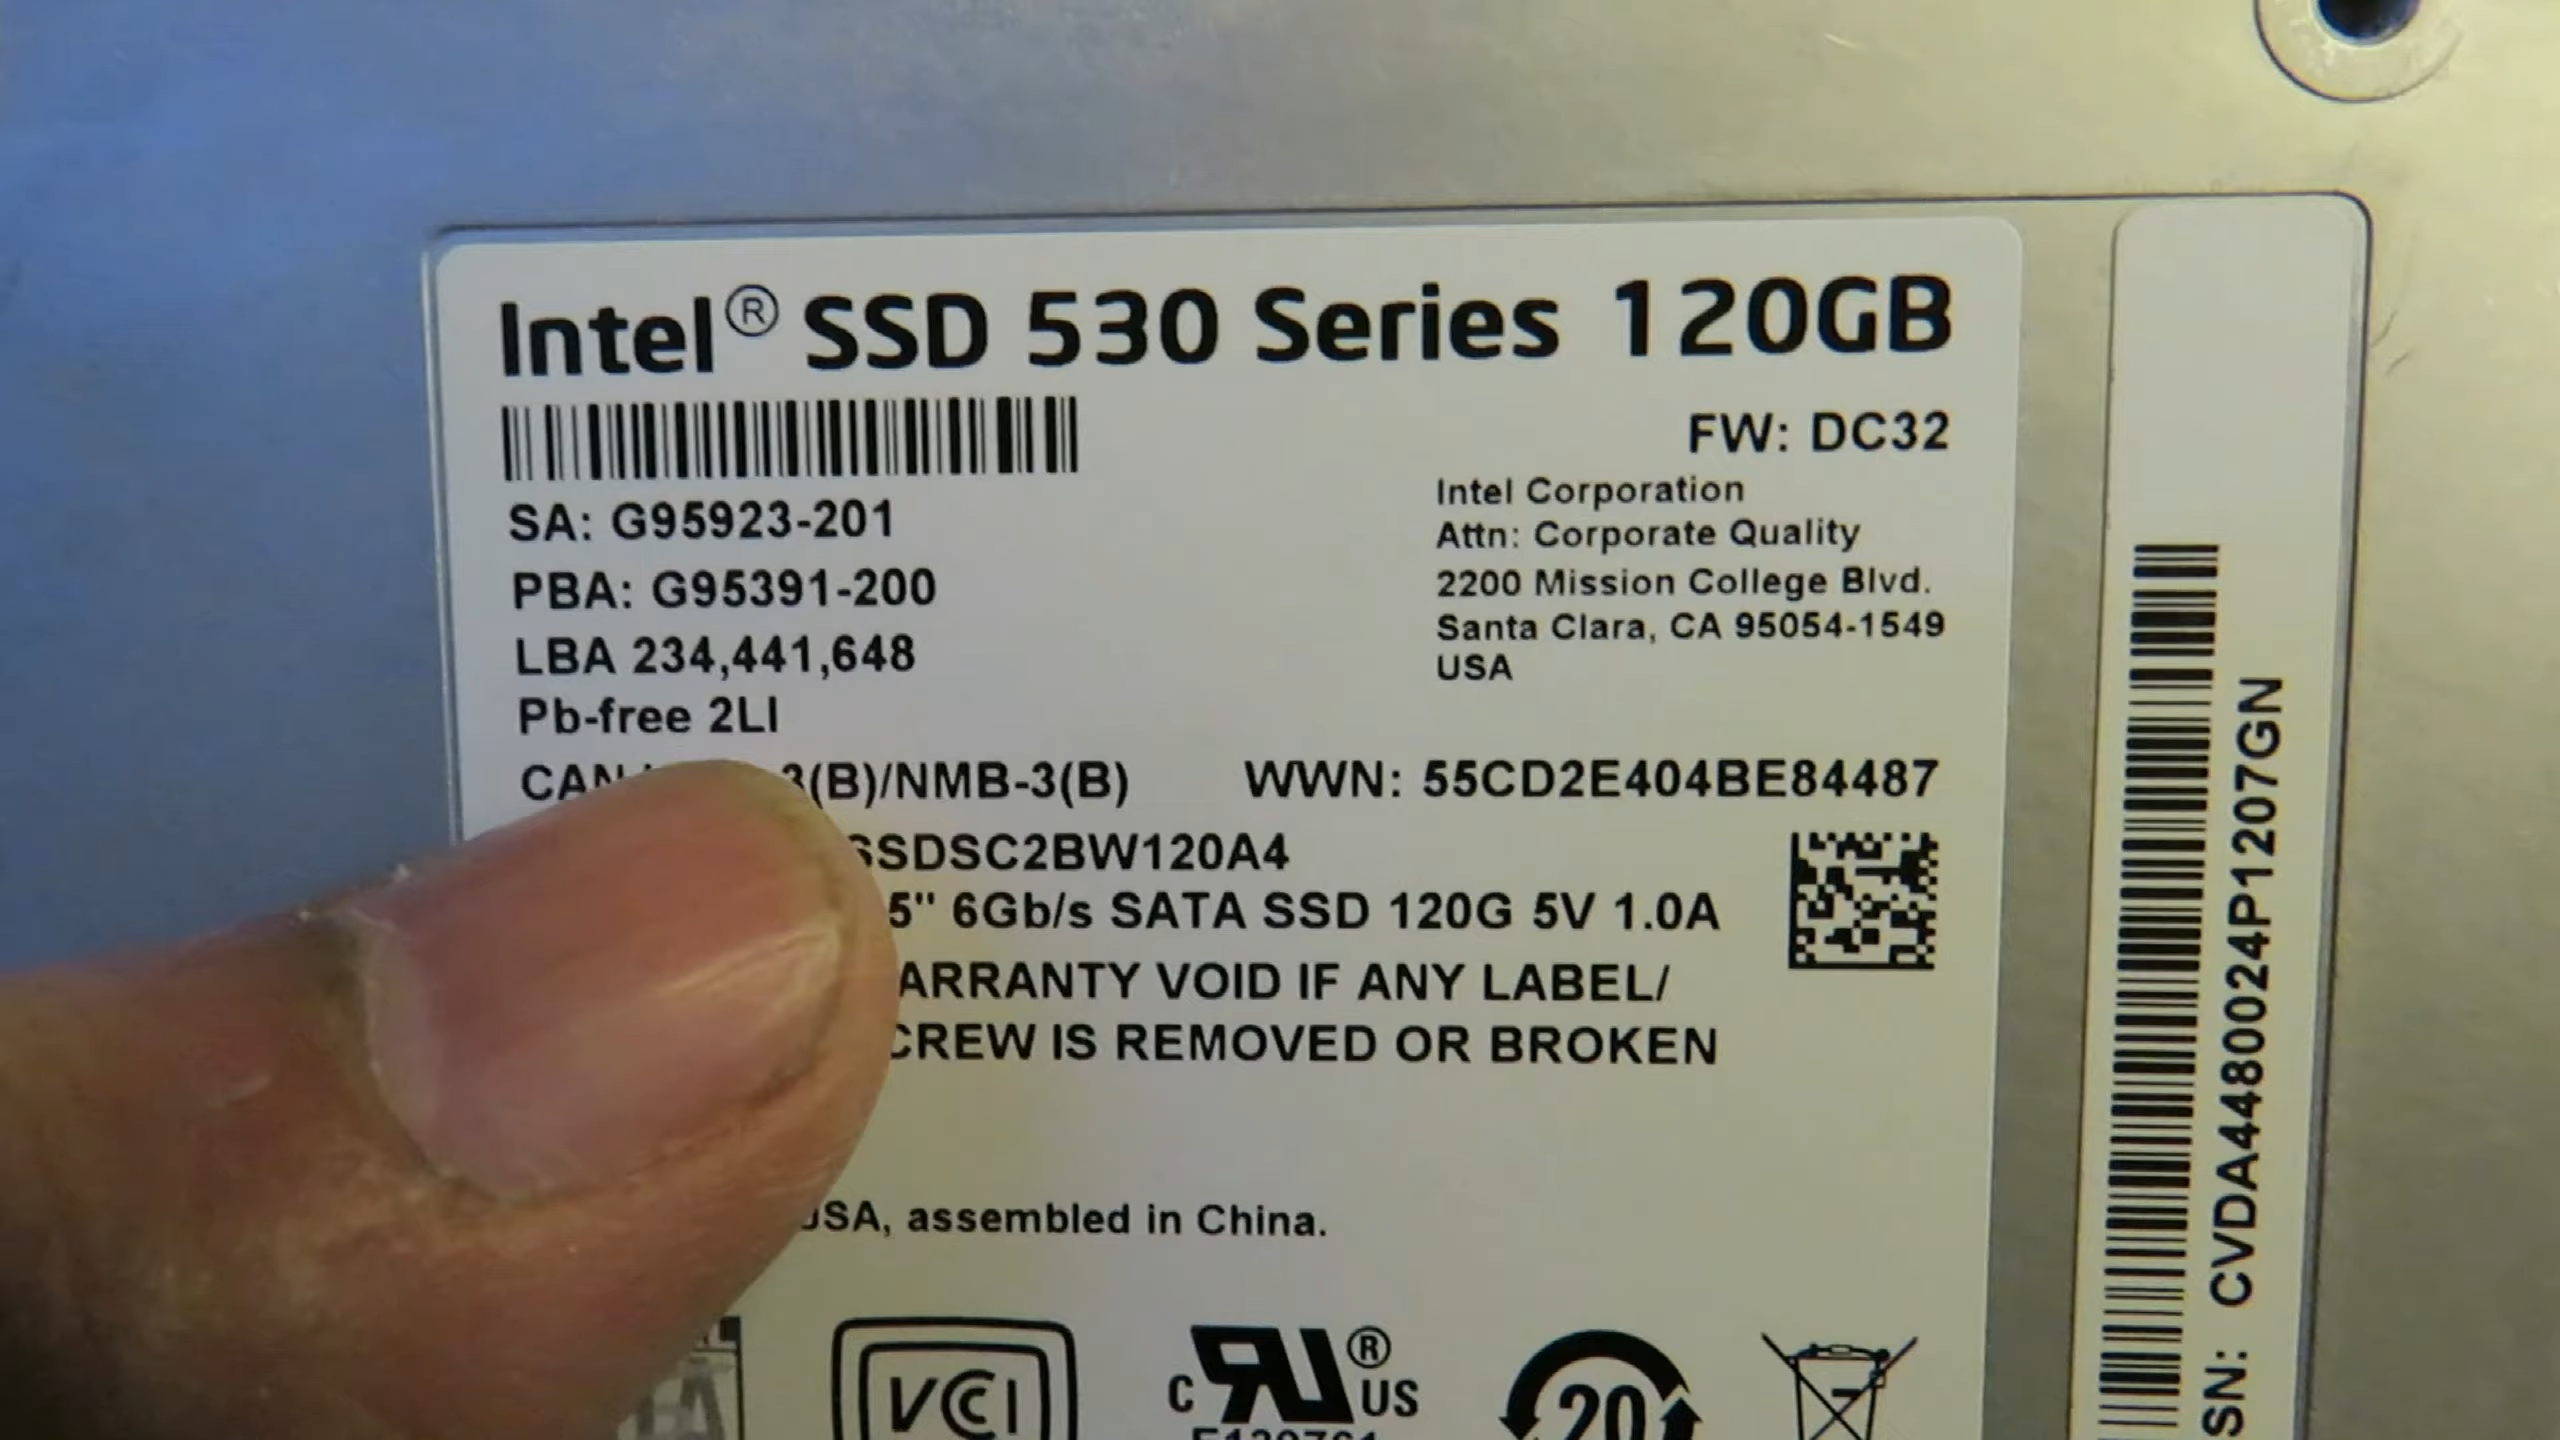 Intel® SSD 530 Series 120GB
FW: DC32
SA: G95923-201
PBA: G95391-200
LBA 234,441,648
Pb-free 2LI
Intel Corporation
Attn: Corporate Quality
2200 Mission College Blvd.
Santa Clara, CA 95054-1549
USA
3(B)/NMB-3(B)
WWN: 55CD2E404BE84487
SSDSC2BW120A4
5" 6Gb/s SATA SSD 120G 5V 1.0A
ARRANTY VOID IF ANY LABEL/
CREW IS REMOVED OR BROKEN
USA, assembled in China.
VCI
c RU® US
20
SN: CVDA4480024P1207GN